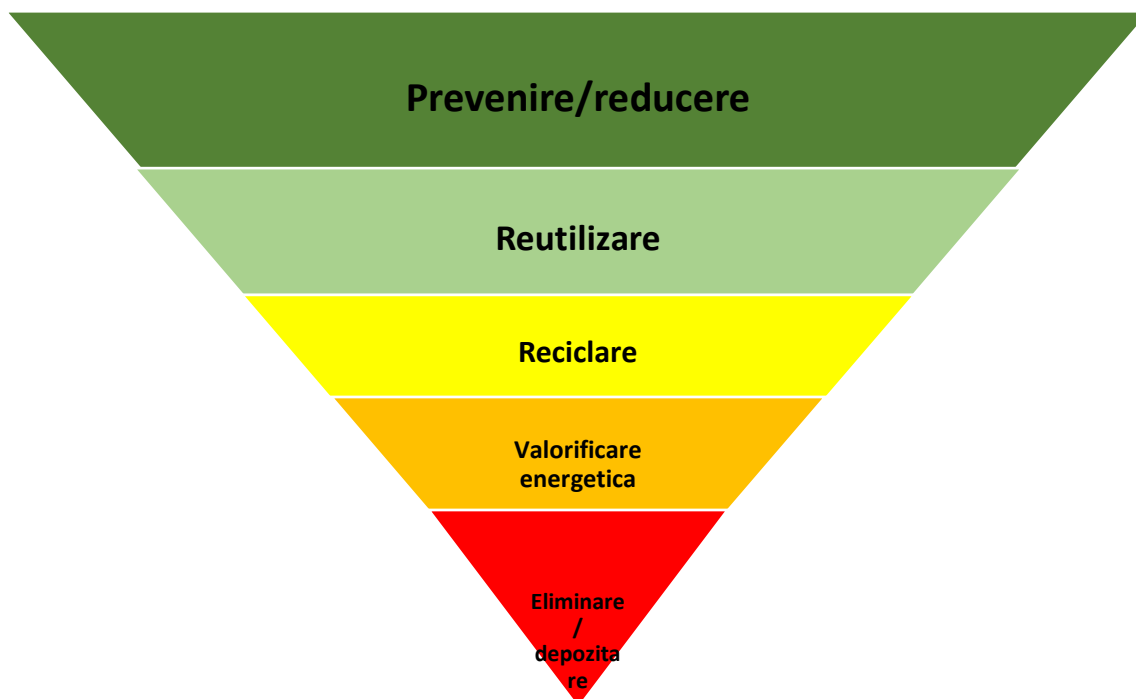 Prevenire/reducere
Reutilizare
Reciclare
Valorificare
energetica
Eliminare
/
depozita
re